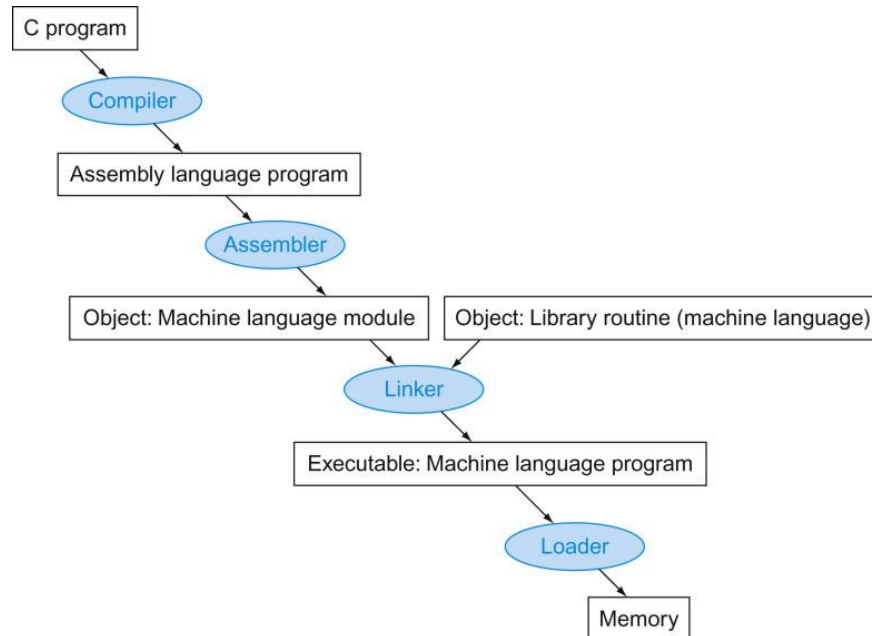 C program
Compiler
Assembly language program
Assembler
Object: Machine language module
Object: Library routine (machine language)
Linker
Executable: Machine language program
Loader
Memory